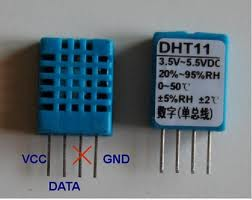 DHT11
3.5V~5.5VDC
20%~95%RH
0~50℃
±5%RH ±2℃
数字(单总线)
VCC
GND
DATA